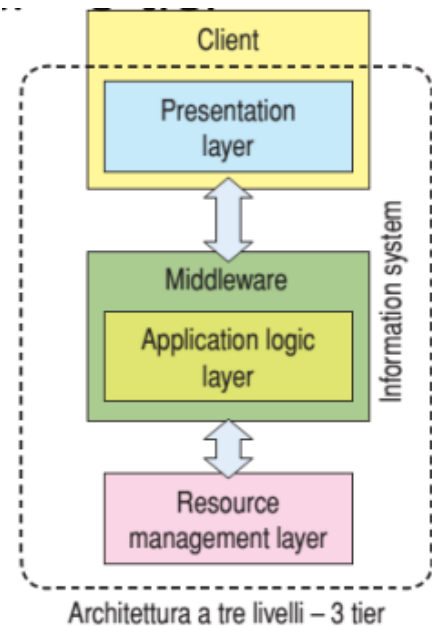 Client
Presentation
layer
Middleware
Application logic
layer
Information system
Resource
management layer
Architettura a tre livelli – 3 tier